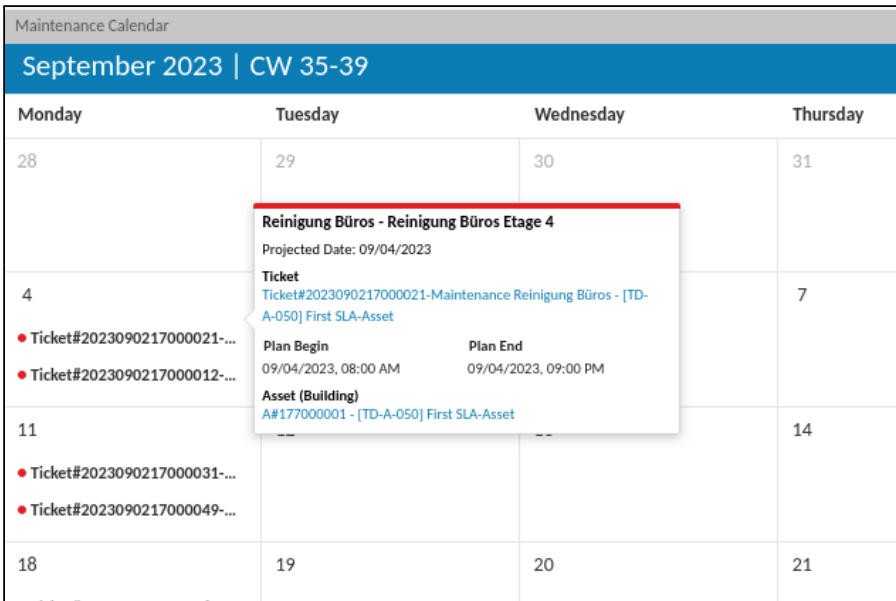 Maintenance Calendar
September 2023 | CW 35-39
Monday Tuesday Wednesday Thursday
28 29 30 31
Reinigung Büros - Reinigung Büros Etage 4
Projected Date: 09/04/2023
Ticket
Ticket#2023090217000021-Maintenance Reinigung Büros - [TD-
A-050] First SLA-Asset
Plan Begin Plan End
09/04/2023, 08:00 AM 09/04/2023, 09:00 PM
Asset (Building)
A#177000001 - [TD-A-050] First SLA-Asset
4 7
Ticket#2023090217000021-...
Ticket#2023090217000012-...
11 14
Ticket#2023090217000031-...
Ticket#2023090217000049-...
18 19 20 21